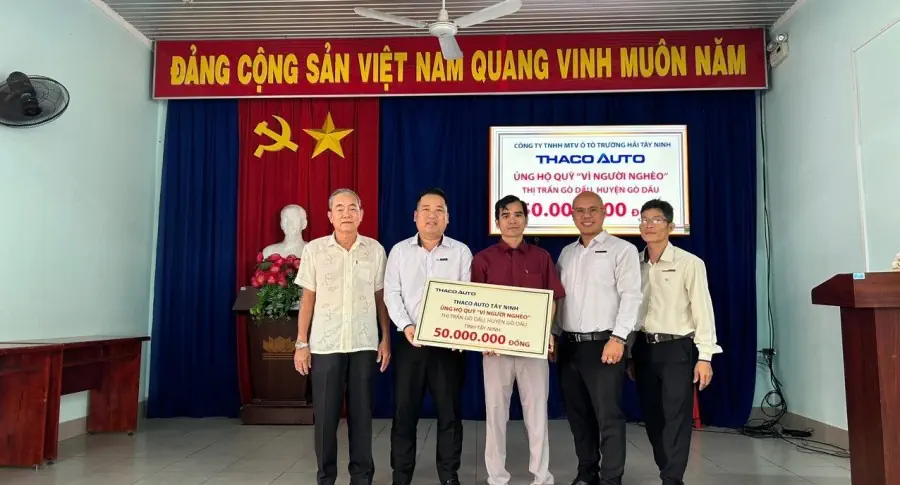 ĐẢNG CỘNG SẢN VIỆT NAM QUANG VINH MUÔN NĂM
CÔNG TY TNHH MTV Ô TÔ TRƯỜNG HẢI TÂY NINH
THACO AUTO
ỦNG HỘ QUỸ "VÌ NGƯỜI NGHÈO"
THỊ TRẤN GÒ DẦU, HUYỆN GÒ DẦU
THACO AUTO
THACO AUTO TÂY NINH
ỦNG HỘ QUỸ "VÌ NGƯỜI NGHÈO"
THỊ TRẤN GÒ DẦU, HUYỆN GÒ DẦU
TỈNH TÂY NINH
50.000.000 ĐỒNG